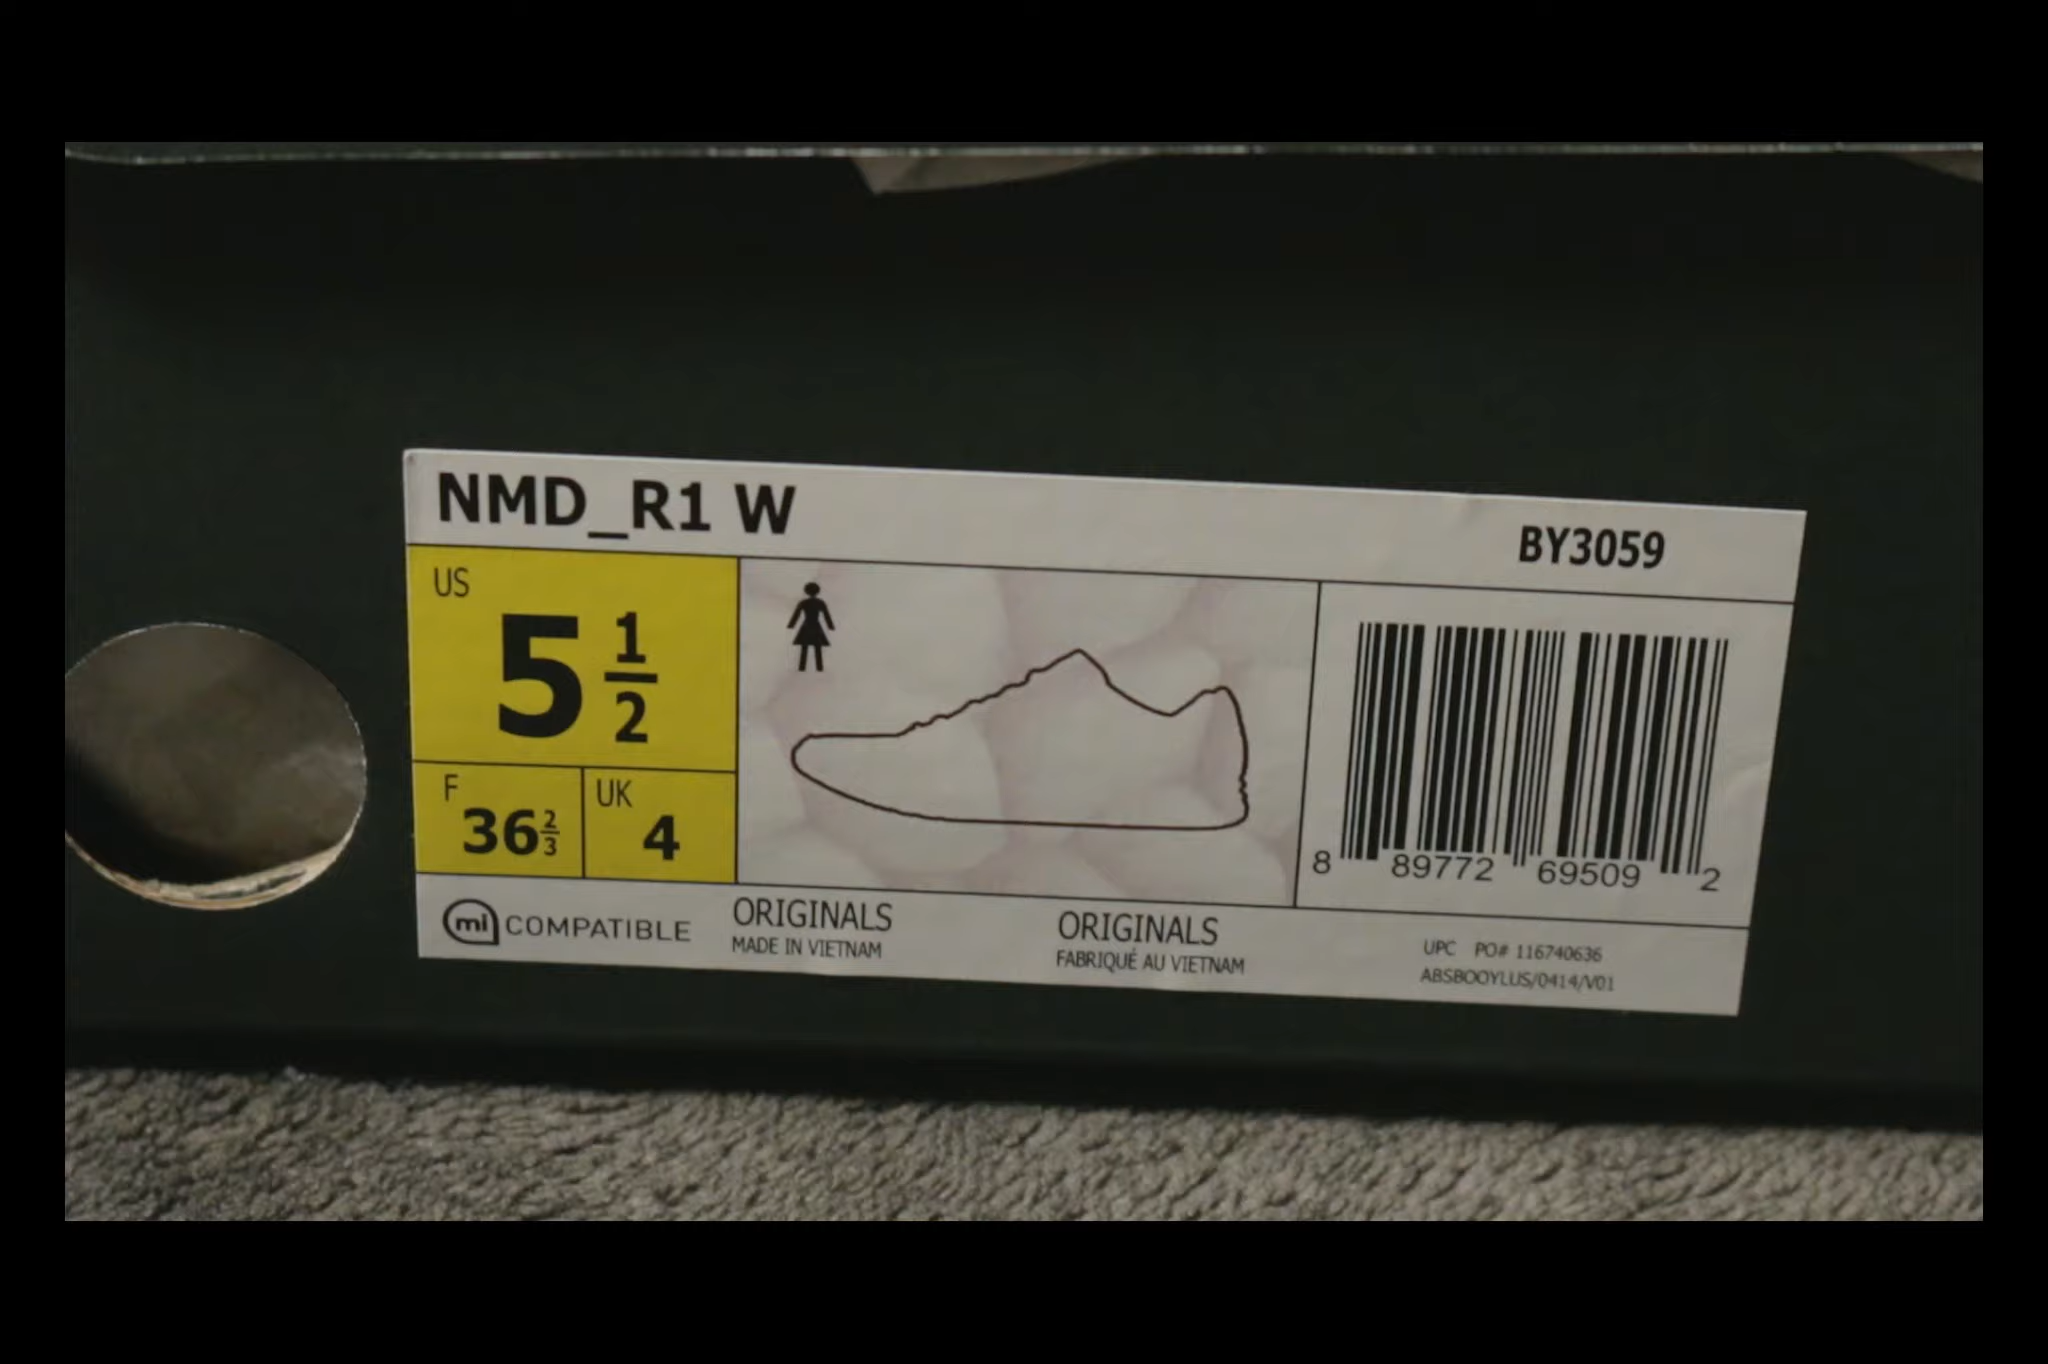 NMD_R1 W
BY3059
US
5 1/2
F
36 2/3
UK
4
8 89772 69509 2
mi COMPATIBLE
ORIGINALS
MADE IN VIETNAM
ORIGINALS
FABRIQUÉ AU VIETNAM
UPC PO# 116740636
ABSBOOYLUS/0414/V01